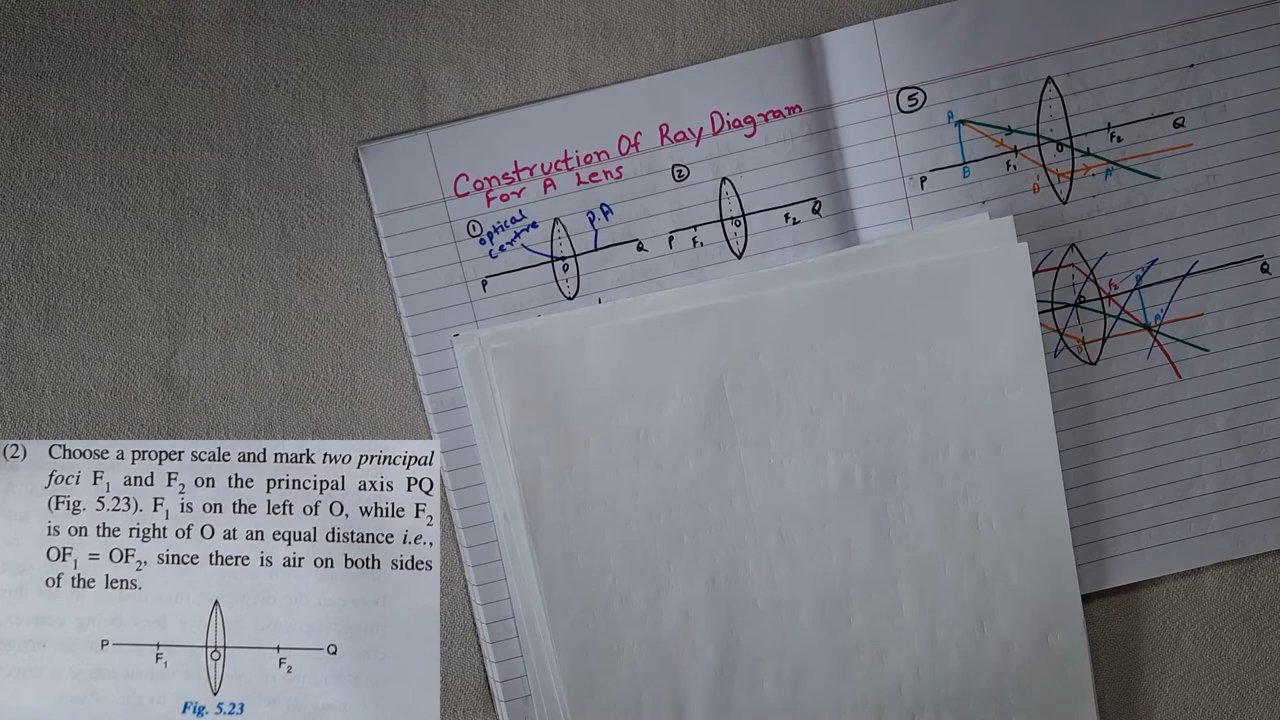 Construction Of Ray Diagram
For A Lens
①
optical
centre
P.A
P
O
Q
②
P
F₁
O
F₂
Q
⑤
A
P
B
F₁
O
F₂
Q
B'
A'
O
F₂
B'
A'
Q
(2) Choose a proper scale and mark two principal
foci F₁ and F₂ on the principal axis PQ
(Fig. 5.23). F₁ is on the left of O, while F₂
is on the right of O at an equal distance i.e.,
OF₁ = OF₂, since there is air on both sides
of the lens.
P
F₁
O
F₂
Q
Fig. 5.23